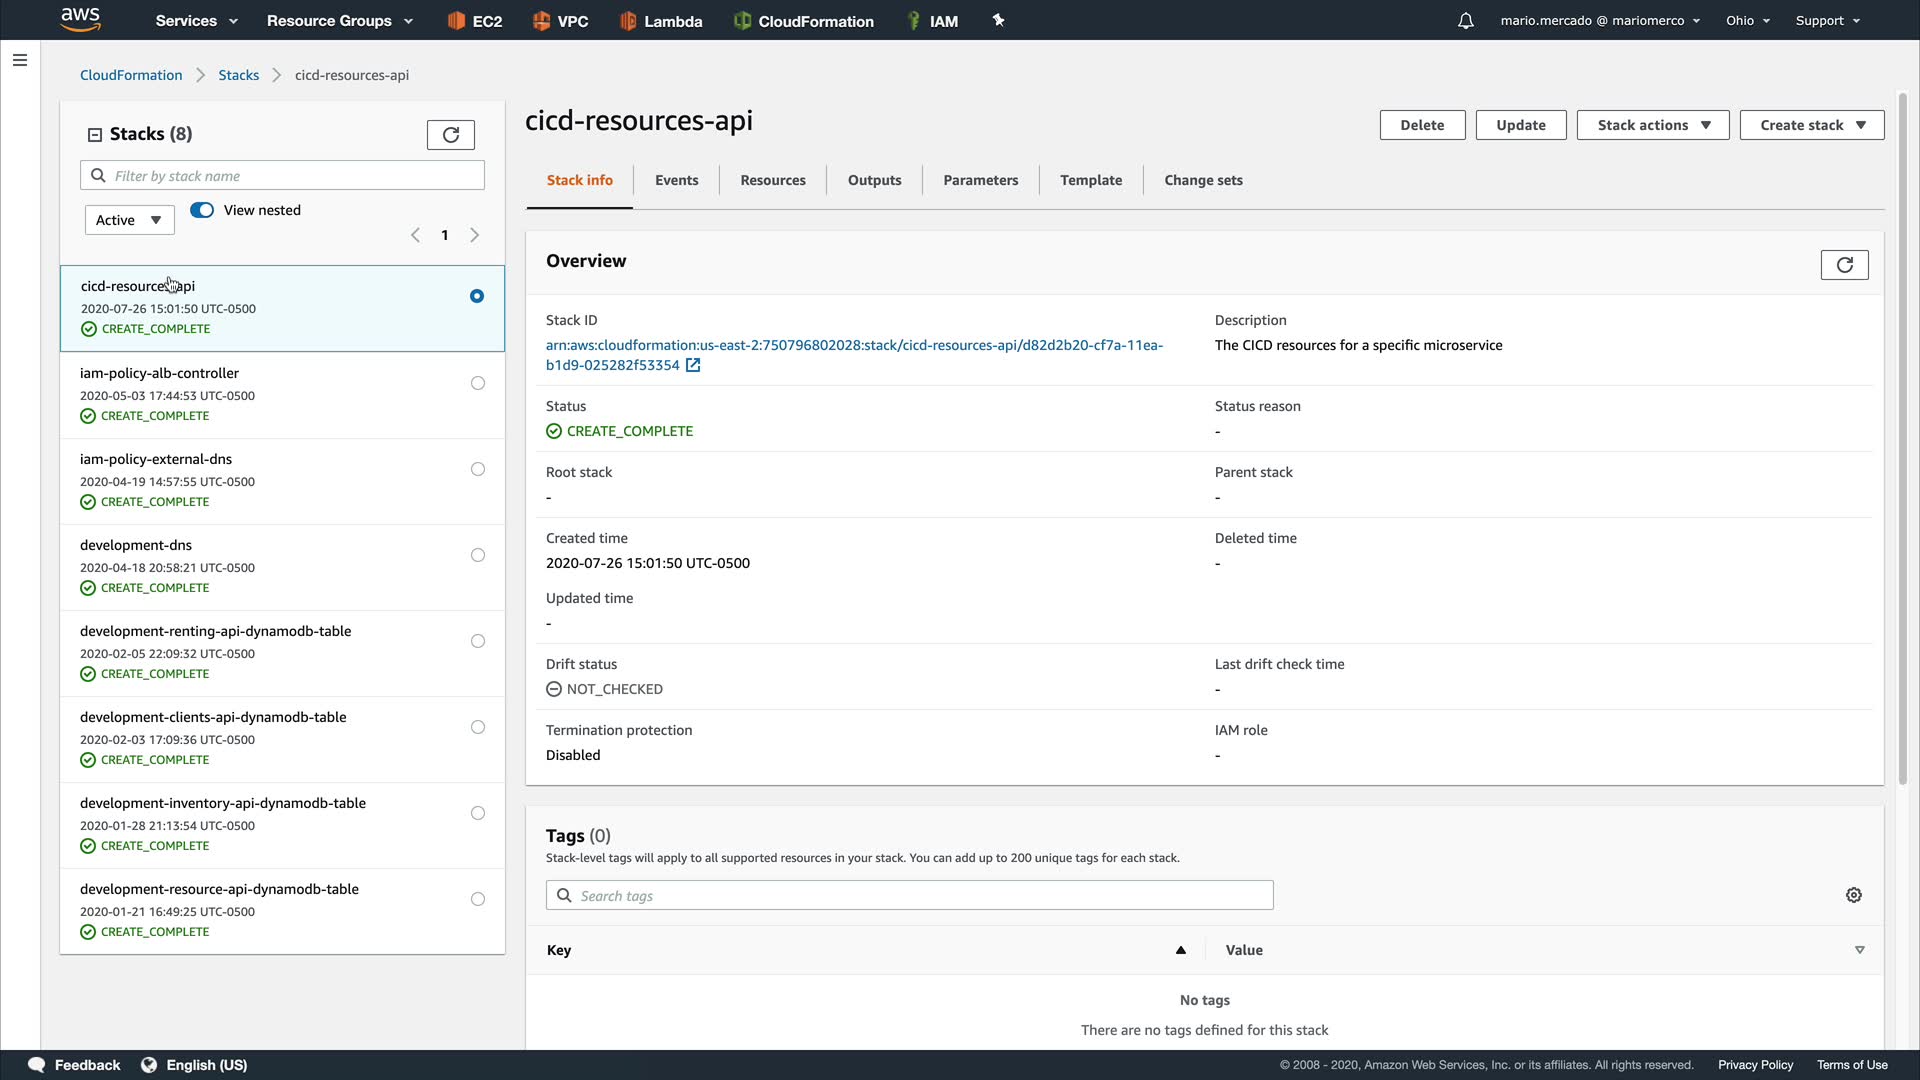 aws
Services
Resource Groups
EC2
VPC
Lambda
CloudFormation
IAM
mario.mercado @ mariomerco
Ohio
Support
CloudFormation
Stacks
cicd-resources-api
Stacks (8)
Filter by stack name
Active
View nested
1
cicd-resources-api
2020-07-26 15:01:50 UTC-0500
CREATE_COMPLETE
iam-policy-alb-controller
2020-05-03 17:44:53 UTC-0500
CREATE_COMPLETE
iam-policy-external-dns
2020-04-19 14:57:55 UTC-0500
CREATE_COMPLETE
development-dns
2020-04-18 20:58:21 UTC-0500
CREATE_COMPLETE
development-renting-api-dynamodb-table
2020-02-05 22:09:32 UTC-0500
CREATE_COMPLETE
development-clients-api-dynamodb-table
2020-02-03 17:09:36 UTC-0500
CREATE_COMPLETE
development-inventory-api-dynamodb-table
2020-01-28 21:13:54 UTC-0500
CREATE_COMPLETE
development-resource-api-dynamodb-table
2020-01-21 16:49:25 UTC-0500
CREATE_COMPLETE
cicd-resources-api
Delete
Update
Stack actions
Create stack
Stack info
Events
Resources
Outputs
Parameters
Template
Change sets
Overview
Stack ID
arn:aws:cloudformation:us-east-2:750796802028:stack/cicd-resources-api/d82d2b20-cf7a-11ea-
b1d9-025282f53354
Description
The CICD resources for a specific microservice
Status
CREATE_COMPLETE
Status reason
-
Root stack
-
Parent stack
-
Created time
2020-07-26 15:01:50 UTC-0500
Deleted time
-
Updated time
-
Drift status
NOT_CHECKED
Last drift check time
-
Termination protection
Disabled
IAM role
-
Tags (0)
Stack-level tags will apply to all supported resources in your stack. You can add up to 200 unique tags for each stack.
Search tags
Key
Value
No tags
There are no tags defined for this stack
Feedback
English (US)
© 2008 - 2020, Amazon Web Services, Inc. or its affiliates. All rights reserved.
Privacy Policy
Terms of Use